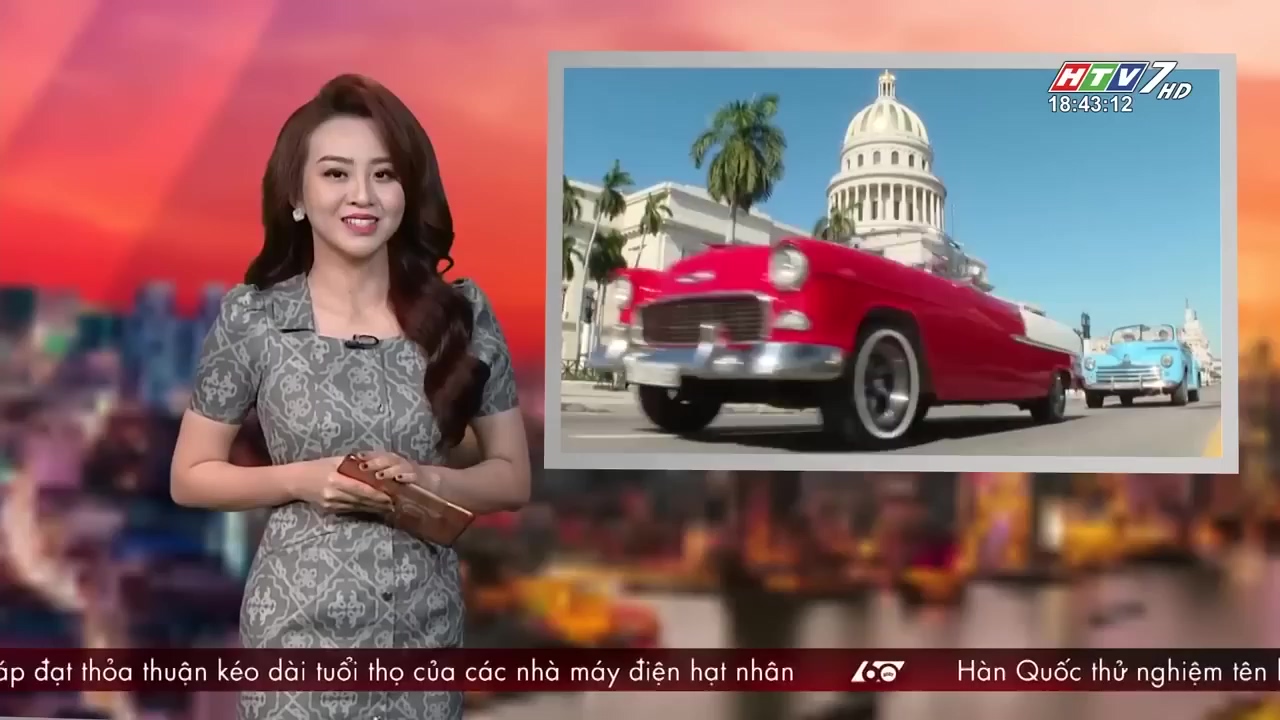 HTV7 HD
18:43:12
đạt thỏa thuận kéo dài tuổi thọ của các nhà máy điện hạt nhân
60 Hàn Quốc thử nghiệm tên